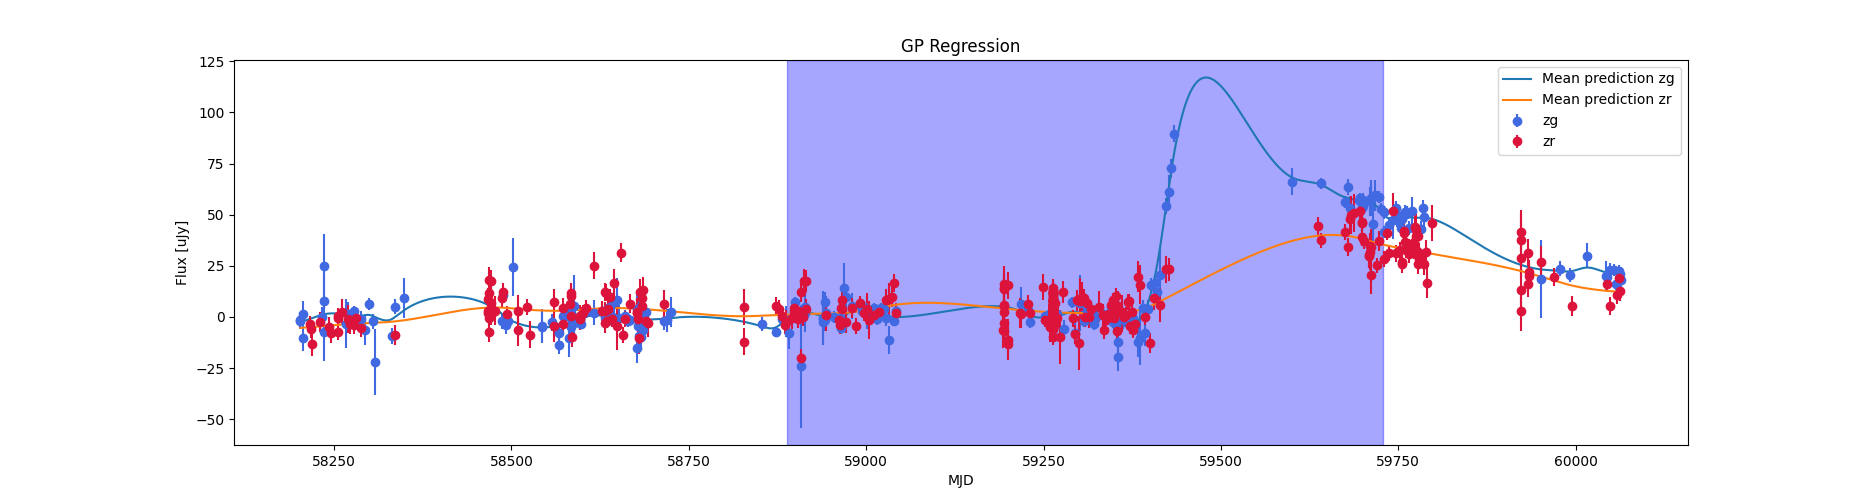 GP Regression
125
100
75
50
25
0
−25
−50
Flux [uJy]
58250
58500
58750
59000
59250
59500
59750
60000
MJD
Mean prediction zg
Mean prediction zr
zg
zr